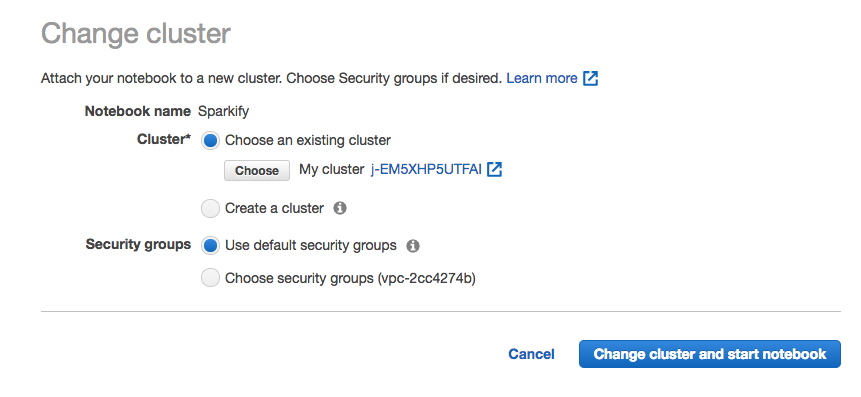 Change cluster
Attach your notebook to a new cluster. Choose Security groups if desired. Learn more
Notebook name Sparkify
Cluster* Choose an existing cluster
Choose My cluster j-EM5XHP5UTFAI
Create a cluster
Security groups Use default security groups
Choose security groups (vpc-2cc4274b)
Cancel Change cluster and start notebook